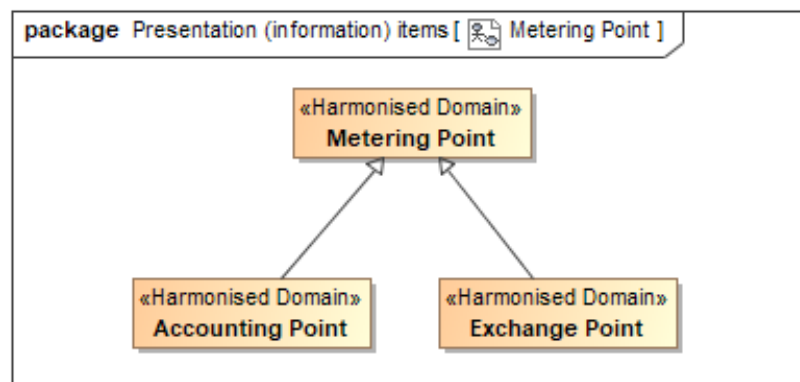 package Presentation (information) items [ Metering Point ]
«Harmonised Domain»
Metering Point
«Harmonised Domain»
Accounting Point
«Harmonised Domain»
Exchange Point